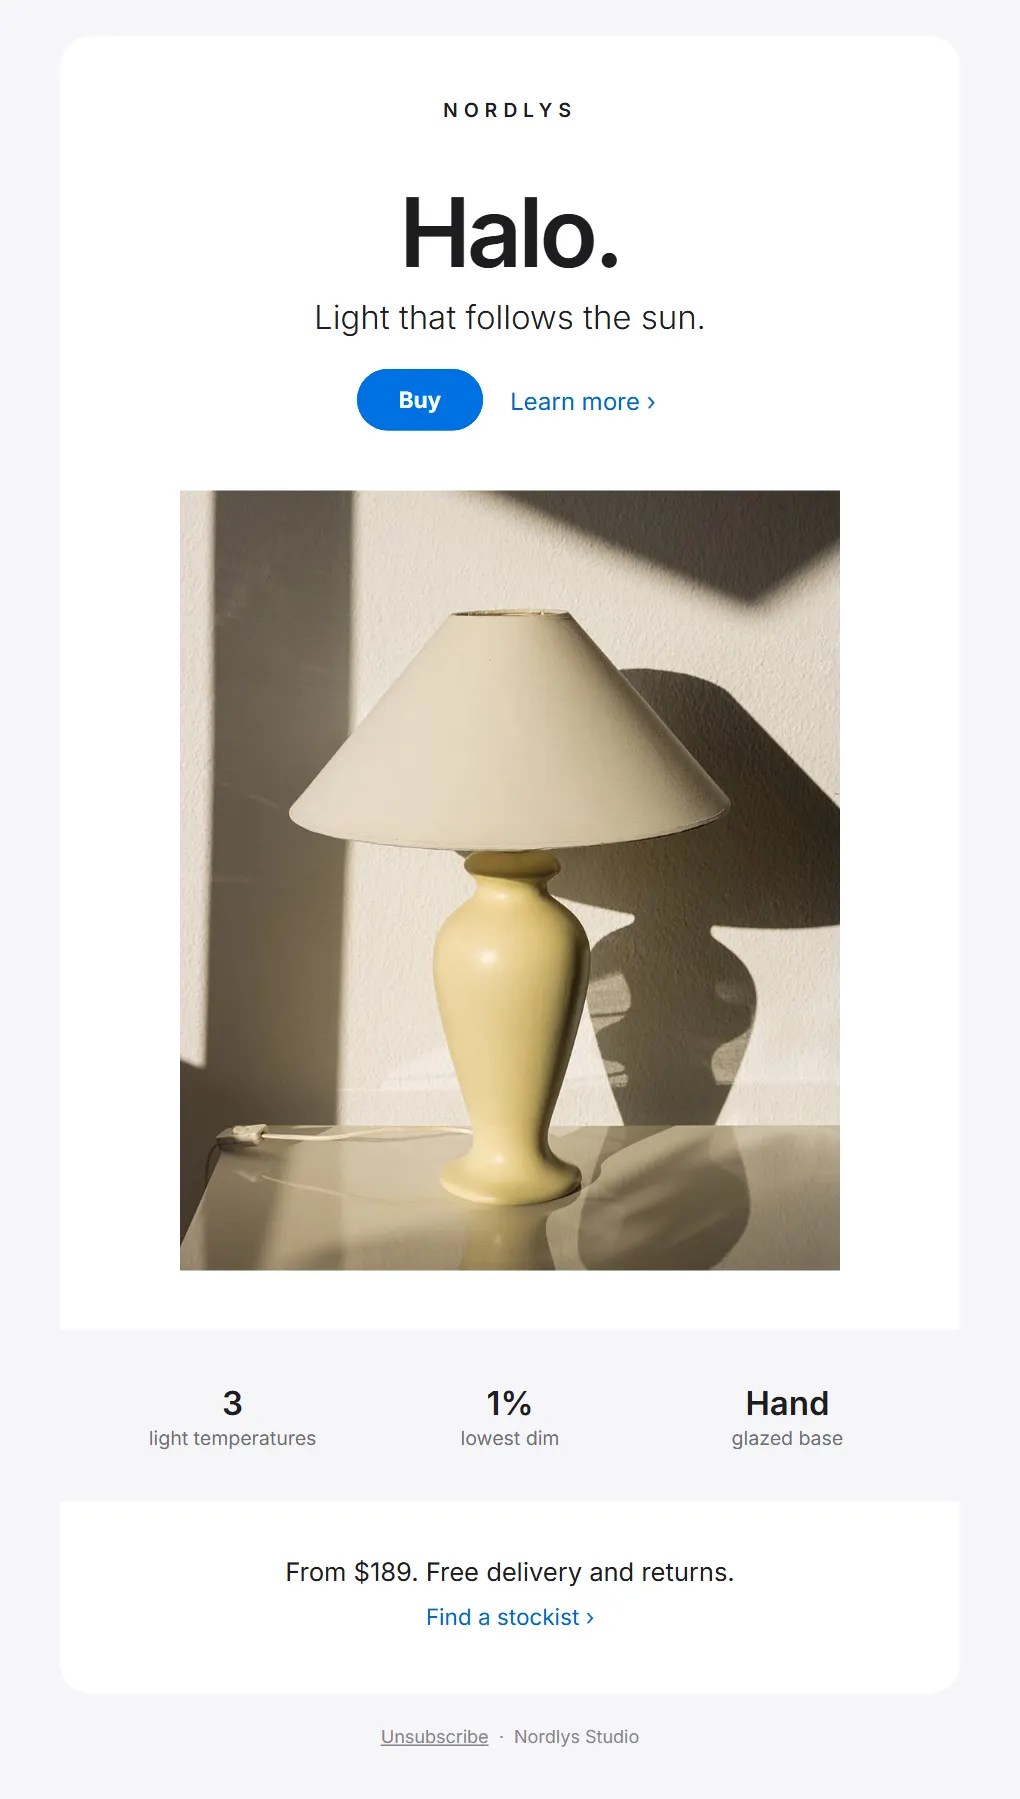 NORDLYS
Halo.
Light that follows the sun.
Buy
Learn more ›
3
light temperatures
1%
lowest dim
Hand
glazed base
From $189. Free delivery and returns.
Find a stockist ›
Unsubscribe · Nordlys Studio